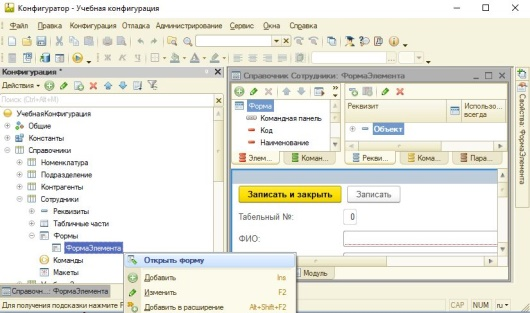 Конфигуратор - Учебная конфигурация
Файл Правка Конфигурация Отладка Администрирование Сервис Окна Справка
Конфигурация *
Действия
Поиск (Ctrl+Alt+M)
УчебнаяКонфигурация
Общие
Константы
Справочники
Номенклатура
Подразделение
Контрагенты
Сотрудники
Реквизиты
Табличные части
Формы
ФормаЭлемента
Команды
Макеты
Справочник Сотрудники: ФормаЭлемента
Форма
Командная панель
Код
Наименование
Элем...
Коман...
Реквизит
Использо... всегда
Объект
Рекви...
Кома...
Пара...
Записать и закрыть
Записать
Табельный №:
0
ФИО:
Модуль
Открыть форму
Добавить Ins
Изменить F2
Добавить в расширение Alt+Shift+F2
Свойства: ФормаЭлемента
Справочн...: ФормаЭлемента
Для получения подсказки нажмите F
CAP NUM ru